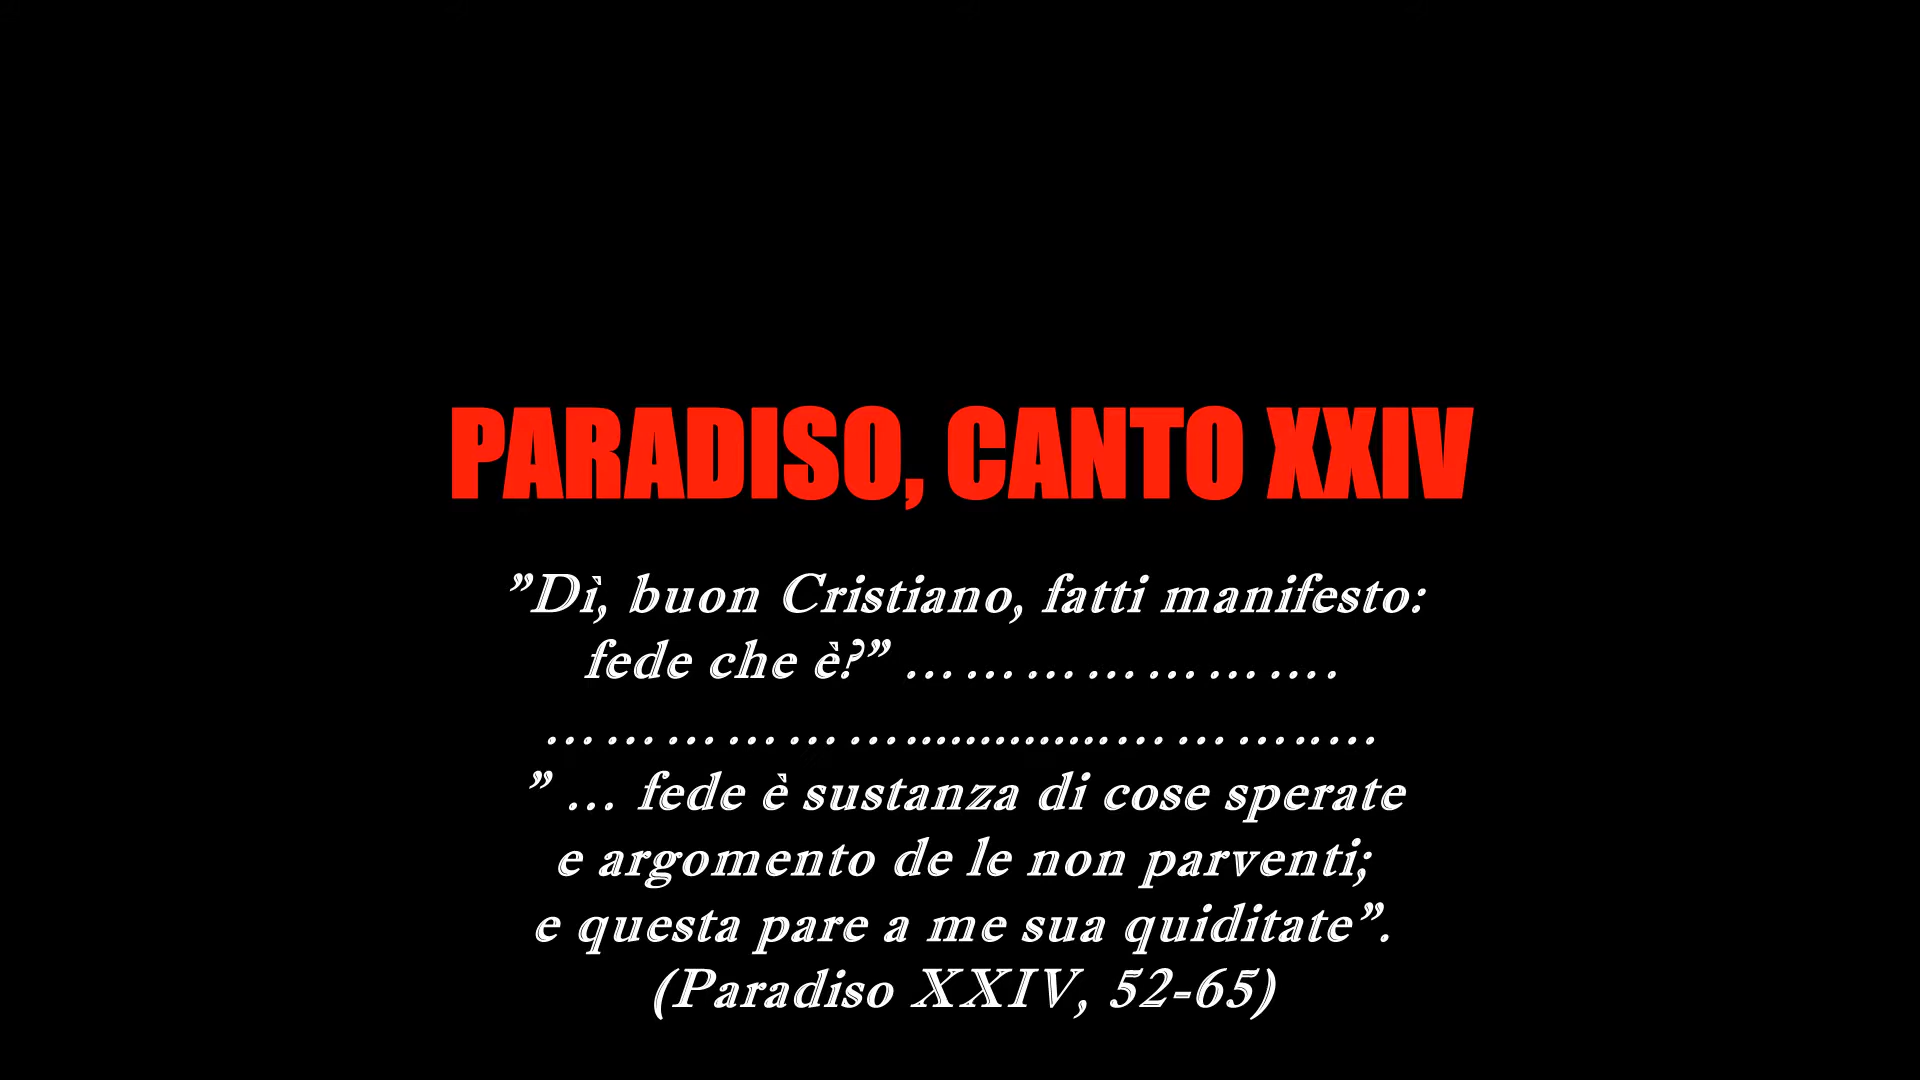 PARADISO, CANTO XXIV
”Dì, buon Cristiano, fatti manifesto:
fede che è?” ………………….
………………..............………..…
” … fede è sustanza di cose sperate
e argomento de le non parventi;
e questa pare a me sua quiditate”.
(Paradiso XXIV, 52-65)